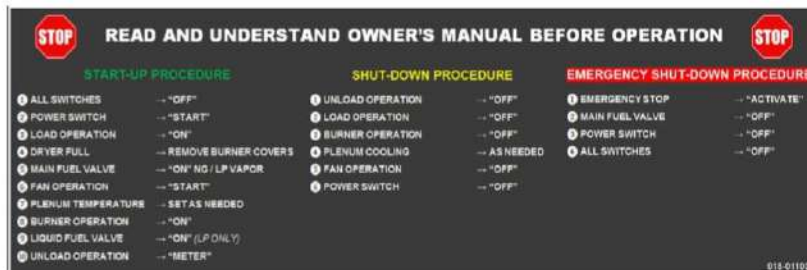 STOP READ AND UNDERSTAND OWNER'S MANUAL BEFORE OPERATION STOP
START-UP PROCEDURE
1 ALL SWITCHES → "OFF"
2 POWER SWITCH → "START"
3 LOAD OPERATION → "ON"
4 DRYER FULL → REMOVE BURNER COVERS
5 MAIN FUEL VALVE → "ON" NG / LP VAPOR
6 FAN OPERATION → "START"
7 PLENUM TEMPERATURE → SET AS NEEDED
8 BURNER OPERATION → "ON"
9 LIQUID FUEL VALVE → "ON" (LP ONLY)
10 UNLOAD OPERATION → "METER"
SHUT-DOWN PROCEDURE
1 UNLOAD OPERATION → "OFF"
2 LOAD OPERATION → "OFF"
3 BURNER OPERATION → "OFF"
4 PLENUM COOLING → AS NEEDED
5 FAN OPERATION → "OFF"
6 POWER SWITCH → "OFF"
EMERGENCY SHUT-DOWN PROCEDURE
1 EMERGENCY STOP → "ACTIVATE"
2 MAIN FUEL VALVE → "OFF"
3 POWER SWITCH → "OFF"
4 ALL SWITCHES → "OFF"